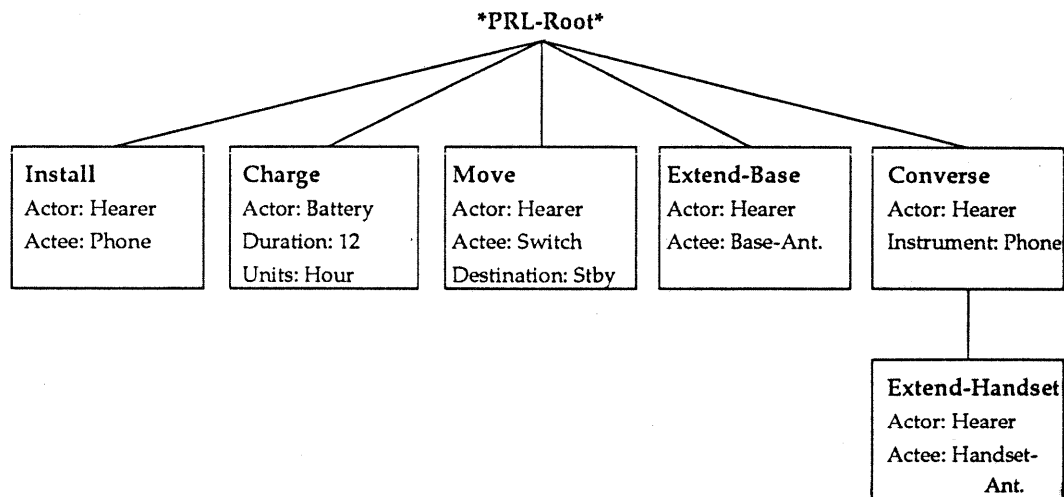 *PRL-Root*
Install
Actor: Hearer
Actee: Phone
Charge
Actor: Battery
Duration: 12
Units: Hour
Move
Actor: Hearer
Actee: Switch
Destination: Stby
Extend-Base
Actor: Hearer
Actee: Base-Ant.
Converse
Actor: Hearer
Instrument: Phone
Extend-Handset
Actor: Hearer
Actee: Handset-
Ant.